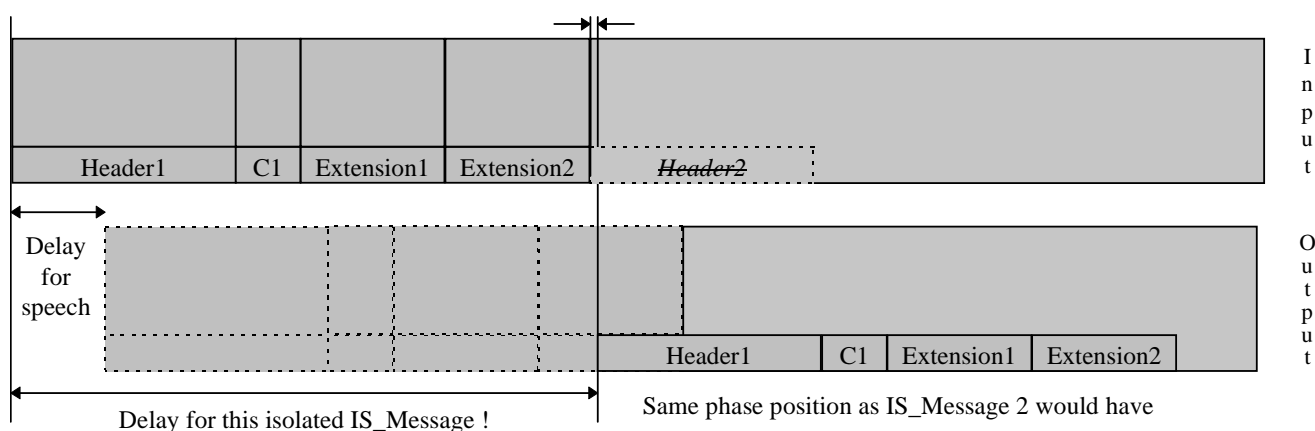 Input
Header1 C1 Extension1 Extension2 Header2
Delay
for
speech
Output
Header1 C1 Extension1 Extension2
Delay for this isolated IS_Message !
Same phase position as IS_Message 2 would have